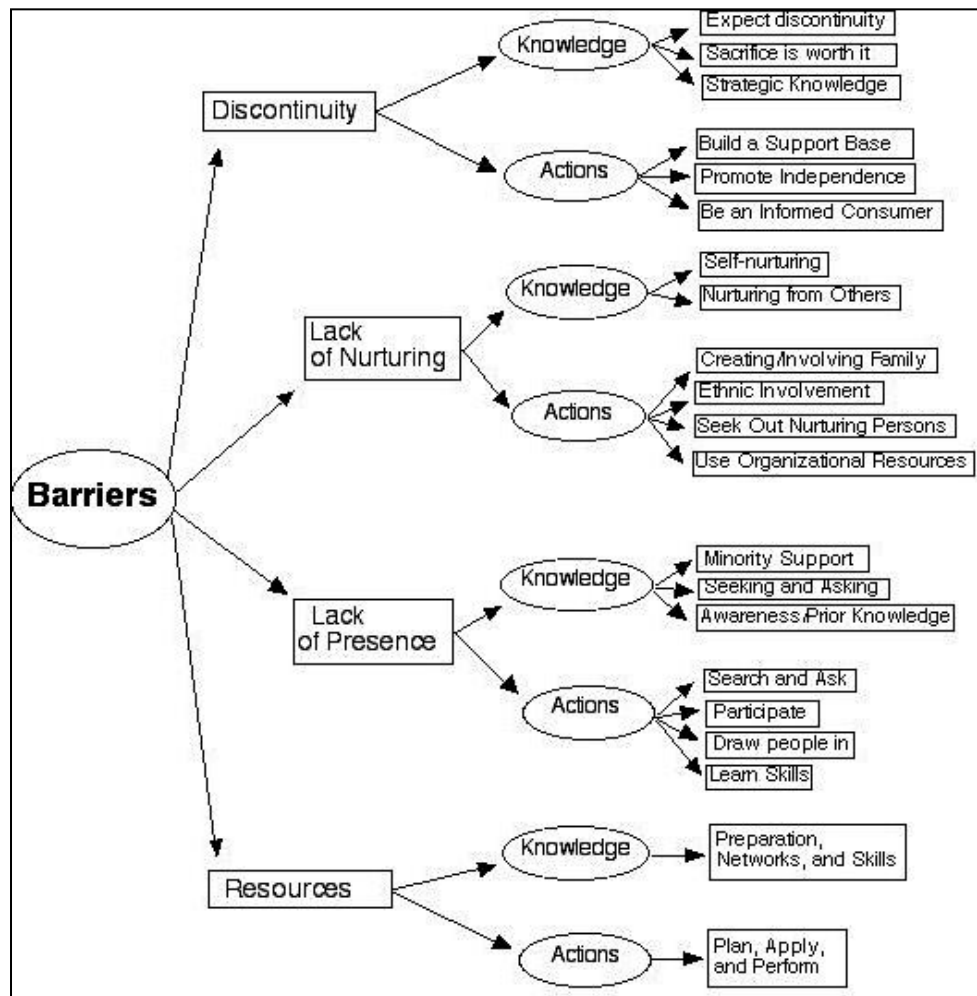 Barriers
Discontinuity
Knowledge
Expect discontinuity
Sacrifice is worth it
Strategic Knowledge
Actions
Build a Support Base
Promote Independence
Be an Informed Consumer
Lack
of Nurturing
Knowledge
Self-nurturing
Nurturing from Others
Actions
Creating/Involving Family
Ethnic Involvement
Seek Out Nurturing Persons
Use Organizational Resources
Lack
of Presence
Knowledge
Minority Support
Seeking and Asking
Awareness/Prior Knowledge
Actions
Search and Ask
Participate
Draw people in
Learn Skills
Resources
Knowledge
Preparation,
Networks, and Skills
Actions
Plan, Apply,
and Perform